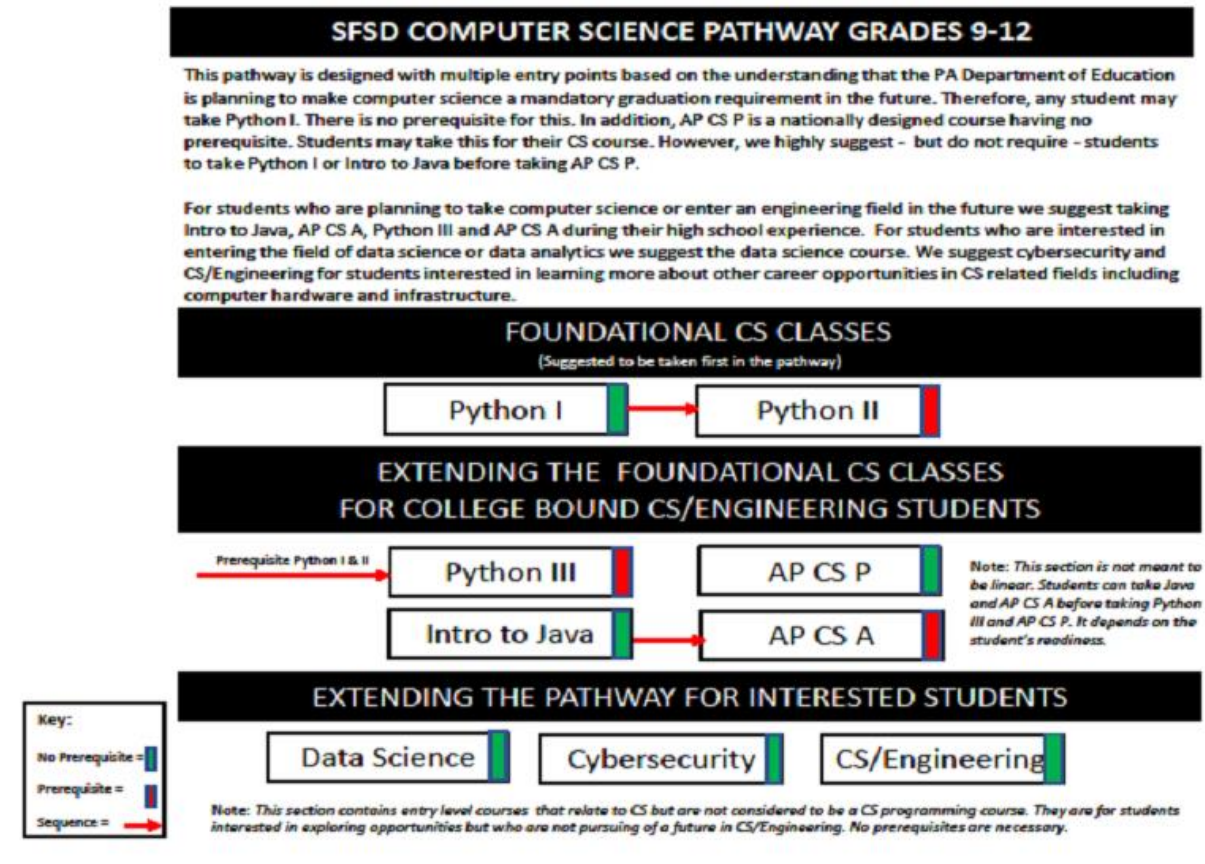 SFSD COMPUTER SCIENCE PATHWAY GRADES 9-12
This pathway is designed with multiple entry points based on the understanding that the PA Department of Education
is planning to make computer science a mandatory graduation requirement in the future. Therefore, any student may
take Python I. There is no prerequisite for this. In addition, AP CS P is a nationally designed course having no
prerequisite. Students may take this for their CS course. However, we highly suggest - but do not require - students
to take Python I or Intro to Java before taking AP CS P.
For students who are planning to take computer science or enter an engineering field in the future we suggest taking
Intro to Java, AP CS A, Python III and AP CS A during their high school experience. For students who are interested in
entering the field of data science or data analytics we suggest the data science course. We suggest cybersecurity and
CS/Engineering for students interested in learning more about other career opportunities in CS related fields including
computer hardware and infrastructure.
FOUNDATIONAL CS CLASSES
(Suggested to be taken first in the pathway)
Python I
Python II
EXTENDING THE FOUNDATIONAL CS CLASSES
FOR COLLEGE BOUND CS/ENGINEERING STUDENTS
Prerequisite Python I & II
Python III
AP CS P
Intro to Java
AP CS A
Note: This section is not meant to
be linear. Students can take Java
and AP CS A before taking Python
III and AP CS P. It depends on the
student's readiness.
EXTENDING THE PATHWAY FOR INTERESTED STUDENTS
Data Science
Cybersecurity
CS/Engineering
Key:
No Prerequisite =
Prerequisite =
Sequence =
Note: This section contains entry level courses that relate to CS but are not considered to be a CS programming course. They are for students
interested in exploring opportunities but who are not pursuing of a future in CS/Engineering. No prerequisites are necessary.